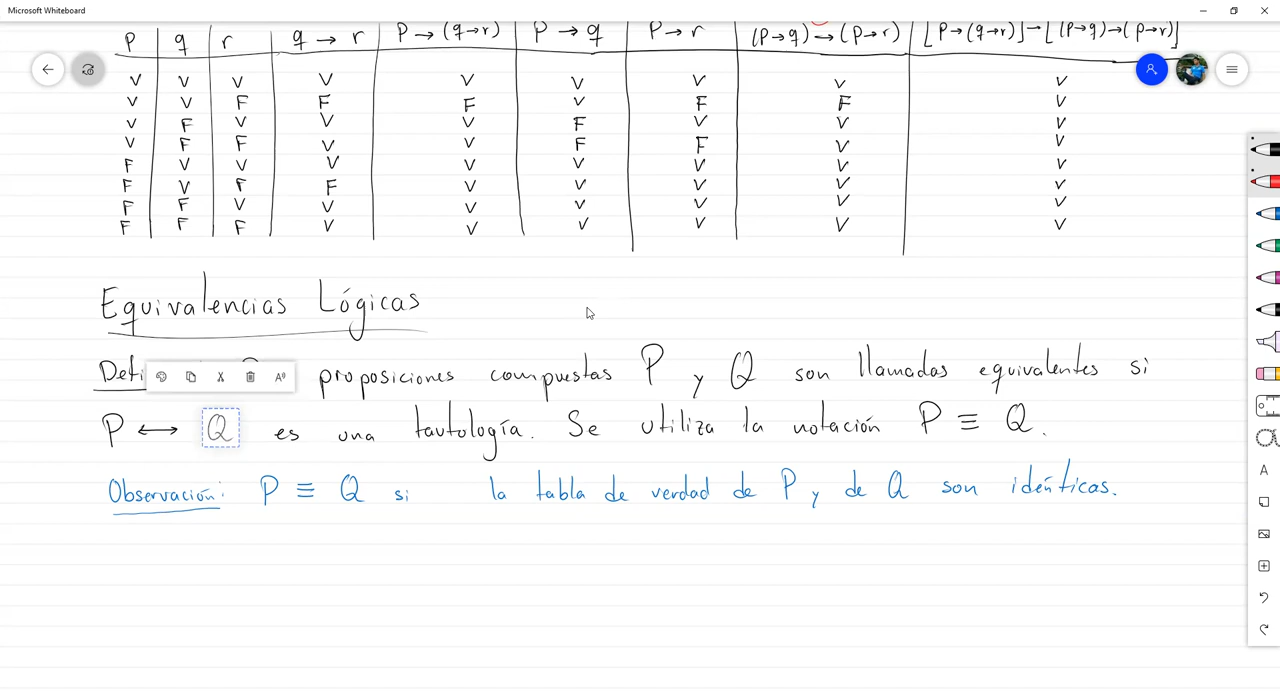 Microsoft Whiteboard
p q r q → r P → (q→r) P → q P → r (P→q) → (P→r) [P→(q→r)]→[(P→q)→(p→r)]
V V V V V V V V V
V V F F F V F F V
V F V V V F V V V
V F F V V F F V V
F V V V V V V V V
F V F F V V V V V
F F V V V V V V V
F F F V V V V V V
Equivalencias Lógicas
Defi proposiciones compuestas P y Q son llamadas equivalentes si
P ↔ Q es una tautología. Se utiliza la notación P ≡ Q.
Observación: P ≡ Q si la tabla de verdad de P y de Q son idénticas.